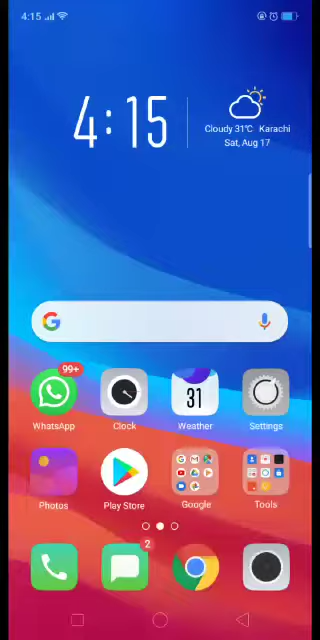 4:15
4:15
Cloudy 31°C Karachi
Sat, Aug 17
99+
31
WhatsApp
Clock
Weather
Settings
Photos
Play Store
Google
Tools
2